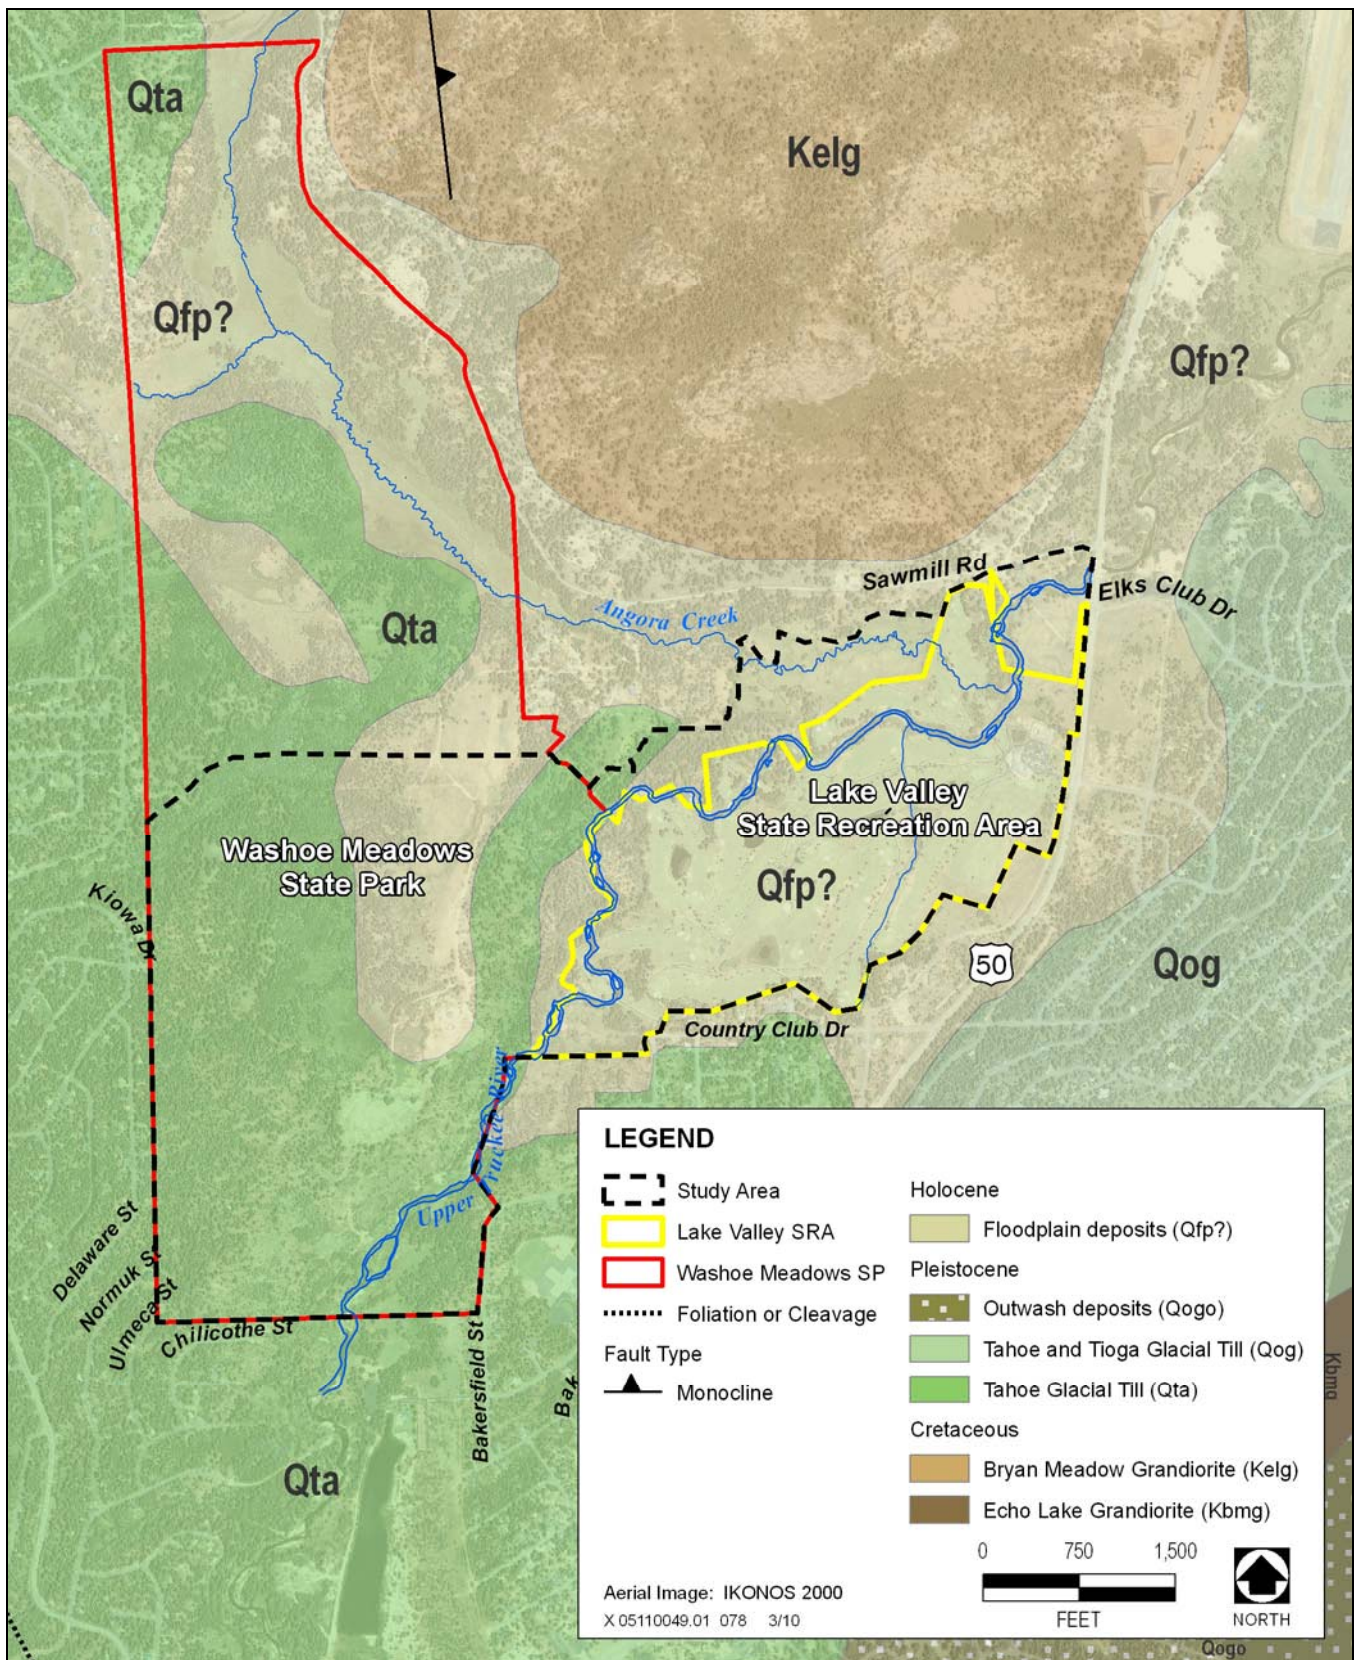 Qta
Kelg
Qfp?
Qfp?
Sawmill Rd
Elks Club Dr
Angora Creek
Qta
Lake Valley
State Recreation Area
Washoe Meadows
State Park
Qfp?
Kiowa Dr
50
Qog
Country Club Dr
Upper Truckee River
Delaware St
Normuk St
Ulmeca St
Chilicothe St
Bakersfield St
Bak
Qta
LEGEND
Study Area
Lake Valley SRA
Washoe Meadows SP
Foliation or Cleavage
Fault Type
Monocline
Holocene
Floodplain deposits (Qfp?)
Pleistocene
Outwash deposits (Qogo)
Tahoe and Tioga Glacial Till (Qog)
Tahoe Glacial Till (Qta)
Cretaceous
Bryan Meadow Grandiorite (Kelg)
Echo Lake Grandiorite (Kbmg)
0 750 1,500
FEET
NORTH
Aerial Image: IKONOS 2000
X 05110049.01 078 3/10
Kbmg
Qogo